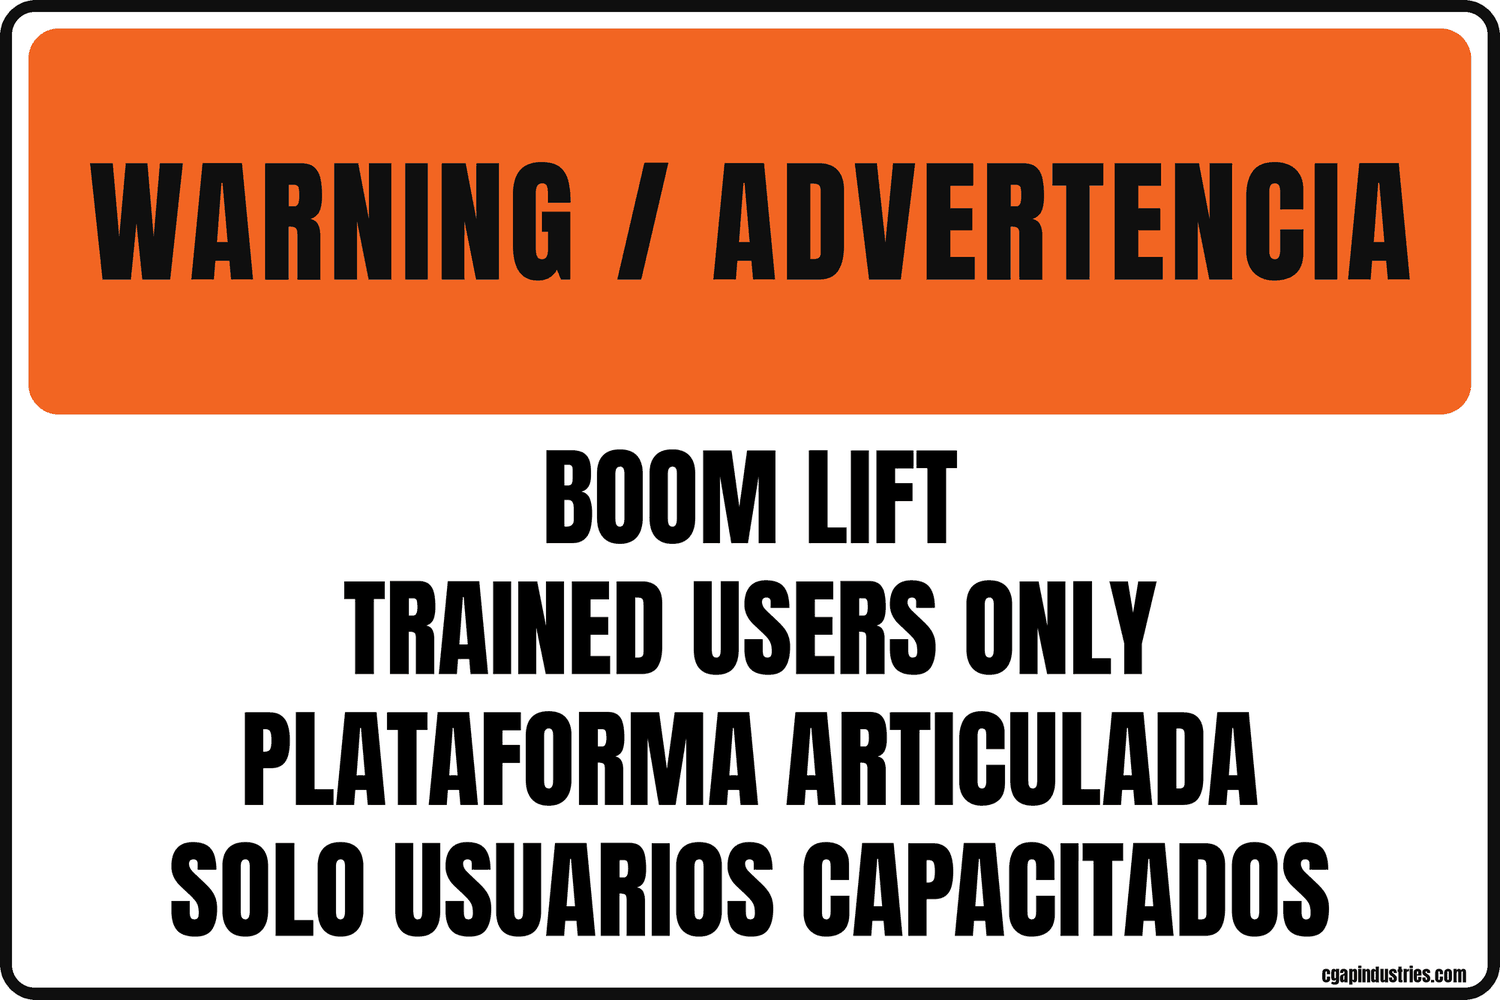 WARNING / ADVERTENCIA
BOOM LIFT
TRAINED USERS ONLY
PLATAFORMA ARTICULADA
SOLO USUARIOS CAPACITADOS
cgapindustries.com